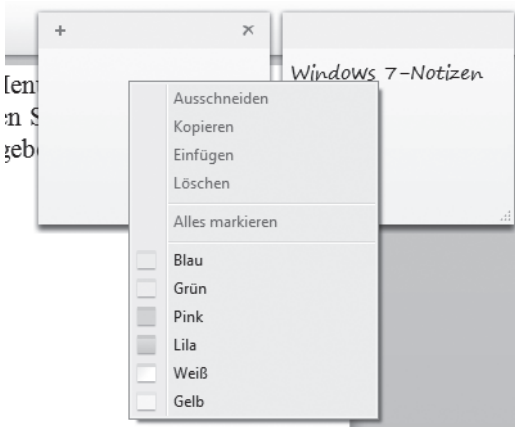 Windows 7-Notizen
Ausschneiden
Kopieren
Einfügen
Löschen
Alles markieren
Blau
Grün
Pink
Lila
Weiß
Gelb